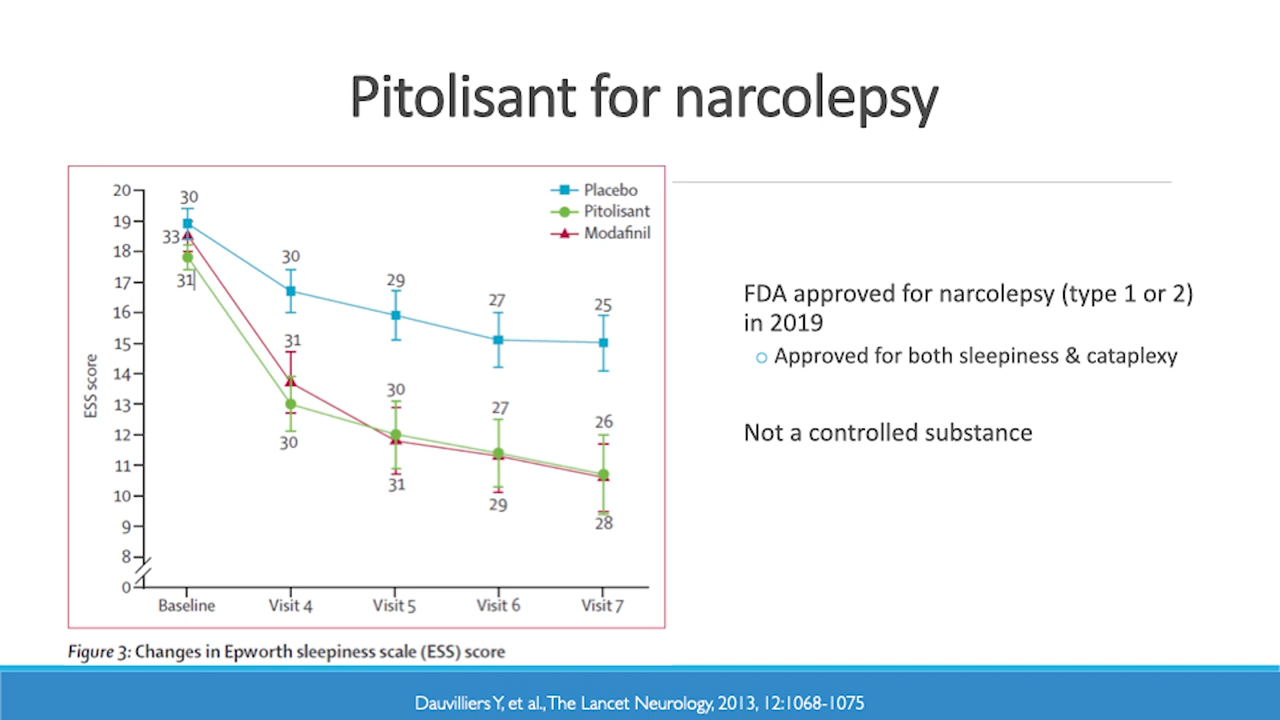 Pitolisant for narcolepsy
20
19
18
17
16
15
14
13
12
11
10
9
8
0
ESS score
Placebo
Pitolisant
Modafinil
30
33
31
30
31
30
29
30
31
27
27
29
25
26
28
Baseline
Visit 4
Visit 5
Visit 6
Visit 7
Figure 3: Changes in Epworth sleepiness scale (ESS) score
FDA approved for narcolepsy (type 1 or 2)
in 2019
Approved for both sleepiness & cataplexy
Not a controlled substance
Dauvilliers Y, et al., The Lancet Neurology, 2013, 12:1068-1075